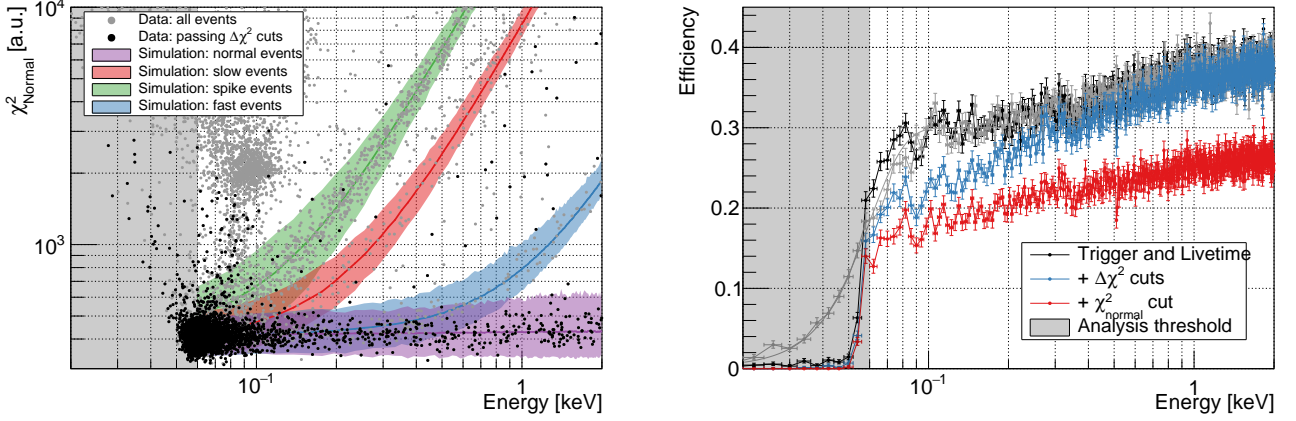 χ²Normal [a.u.]
10⁴
10³
Data: all events
Data: passing Δχ² cuts
Simulation: normal events
Simulation: slow events
Simulation: spike events
Simulation: fast events
10⁻¹
1
Energy [keV]
Efficiency
0.4
0.3
0.2
0.1
0
Trigger and Livetime
+ Δχ² cuts
+ χ²normal cut
Analysis threshold
10⁻¹
1
Energy [keV]